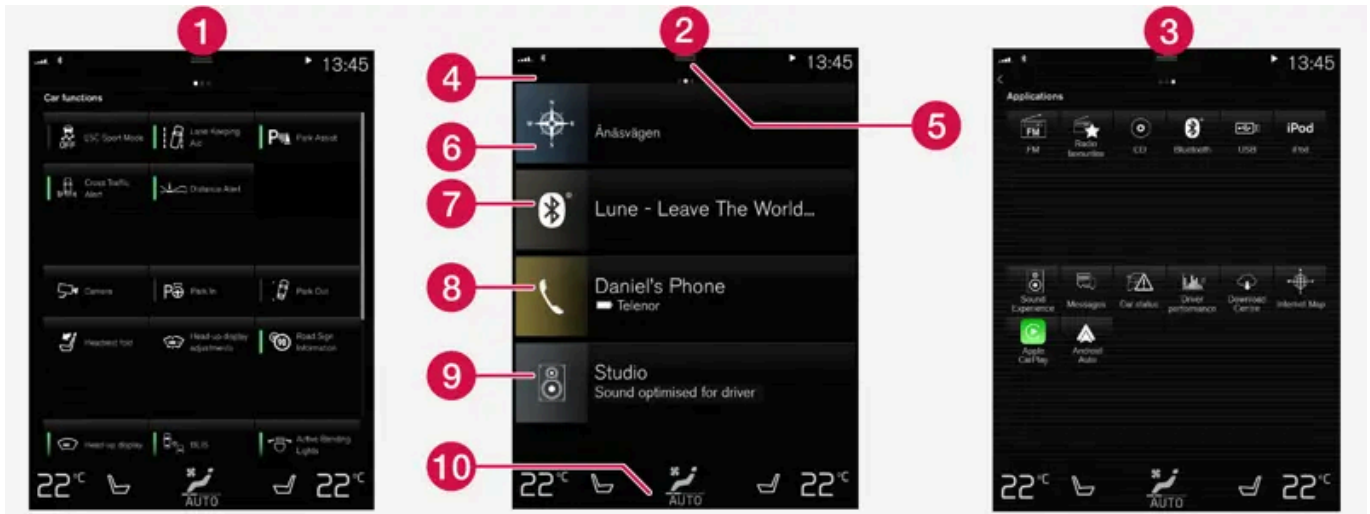 1
2
3
13:45
Car functions
OFF
ESC Sport Mode
Lane Keeping
Aid
Park Assist
Cross Traffic
Alert
Distance Alert
Camera
Park In
Park Out
Headrest fold
Head-up display
adjustments
Road Sign
Information
Head-up display
BLIS
Active Bending
Lights
22°C
AUTO
22°C
13:45
4
5
6
Änäsvägen
7
Lune - Leave The World...
8
Daniel's Phone
Telenor
9
Studio
Sound optimised for driver
10
22°C
AUTO
22°C
13:45
Applications
FM
FM
Radio
favourites
CD
Bluetooth
USB
iPod
iPod
Sound
Experience
Messages
Car status
Driver
performance
Download
Centre
Internet Map
Apple
CarPlay
Android
Auto
22°C
AUTO
22°C